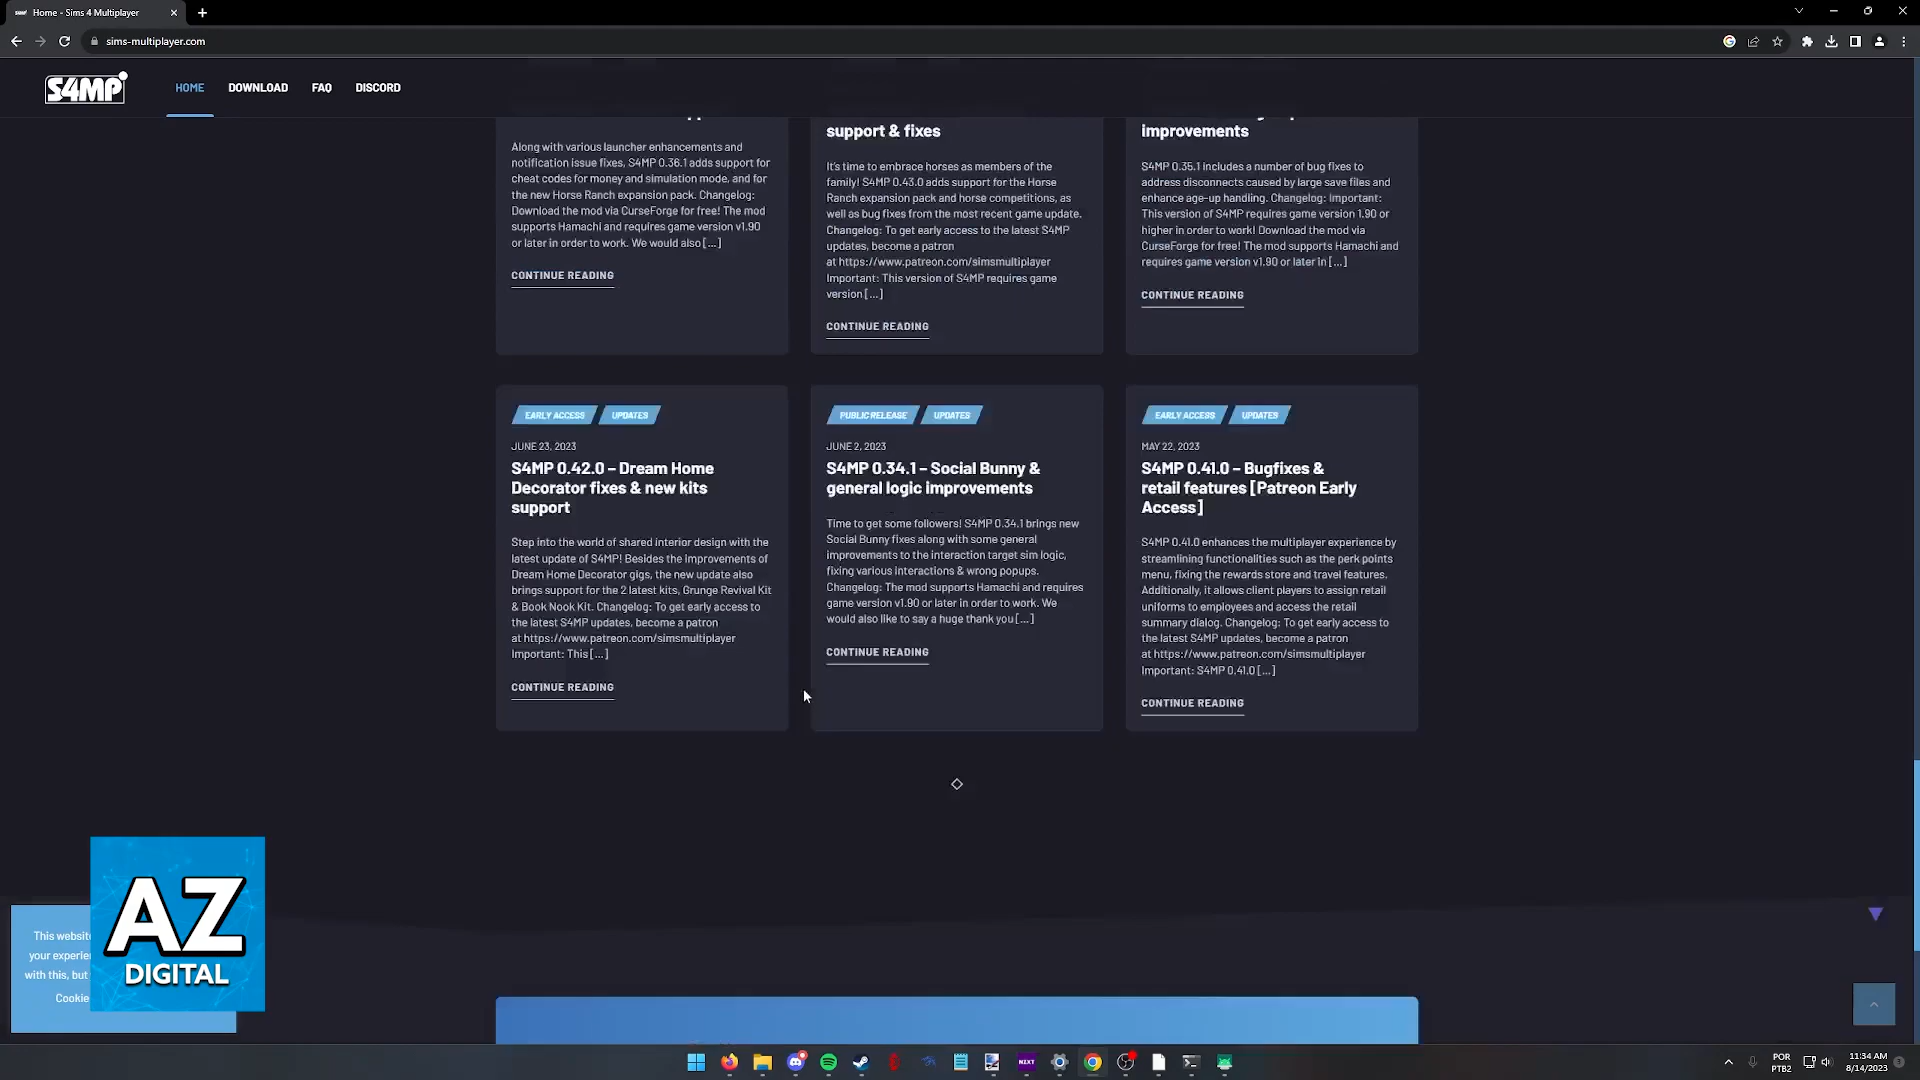 Home - Sims 4 Multiplayer
sims-multiplayer.com
S4MP
HOME
DOWNLOAD
FAQ
DISCORD
Along with various launcher enhancements and
notification issue fixes, S4MP 0.36.1 adds support for
cheat codes for money and simulation mode, and for
the new Horse Ranch expansion pack. Changelog:
Download the mod via CurseForge for free! The mod
supports Hamachi and requires game version v1.90
or later in order to work. We would also [...]
CONTINUE READING
support & fixes
It's time to embrace horses as members of the
family! S4MP 0.43.0 adds support for the Horse
Ranch expansion pack and horse competitions, as
well as bug fixes from the most recent game update.
Changelog: To get early access to the latest S4MP
updates, become a patron
at https://www.patreon.com/simsmultiplayer
Important: This version of S4MP requires game
version [...]
CONTINUE READING
improvements
S4MP 0.35.1 includes a number of bug fixes to
address disconnects caused by large save files and
enhance age-up handling. Changelog: Important:
This version of S4MP requires game version 1.90 or
higher in order to work! Download the mod via
CurseForge for free! The mod supports Hamachi and
requires game version v1.90 or later in [...]
CONTINUE READING
EARLY ACCESS
UPDATES
JUNE 23, 2023
S4MP 0.42.0 – Dream Home
Decorator fixes & new kits
support
Step into the world of shared interior design with the
latest update of S4MP! Besides the improvements of
Dream Home Decorator gigs, the new update also
brings support for the 2 latest kits, Grunge Revival Kit
& Book Nook Kit. Changelog: To get early access to
the latest S4MP updates, become a patron
at https://www.patreon.com/simsmultiplayer
Important: This [...]
CONTINUE READING
PUBLIC RELEASE
UPDATES
JUNE 2, 2023
S4MP 0.34.1 – Social Bunny &
general logic improvements
Time to get some followers! S4MP 0.34.1 brings new
Social Bunny fixes along with some general
improvements to the interaction target sim logic,
fixing various interactions & wrong popups.
Changelog: The mod supports Hamachi and requires
game version v1.90 or later in order to work. We
would also like to say a huge thank you [...]
CONTINUE READING
EARLY ACCESS
UPDATES
MAY 22, 2023
S4MP 0.41.0 – Bugfixes &
retail features [Patreon Early
Access]
S4MP 0.41.0 enhances the multiplayer experience by
streamlining functionalities such as the perk points
menu, fixing the rewards store and travel features.
Additionally, it allows client players to assign retail
uniforms to employees and access the retail
summary dialog. Changelog: To get early access to
the latest S4MP updates, become a patron
at https://www.patreon.com/simsmultiplayer
Important: S4MP 0.41.0 [...]
CONTINUE READING
This website
your experie
with this, but
Cookie
AZ
DIGITAL
NEXT
POR
PTB2
11:34 AM
8/14/2023